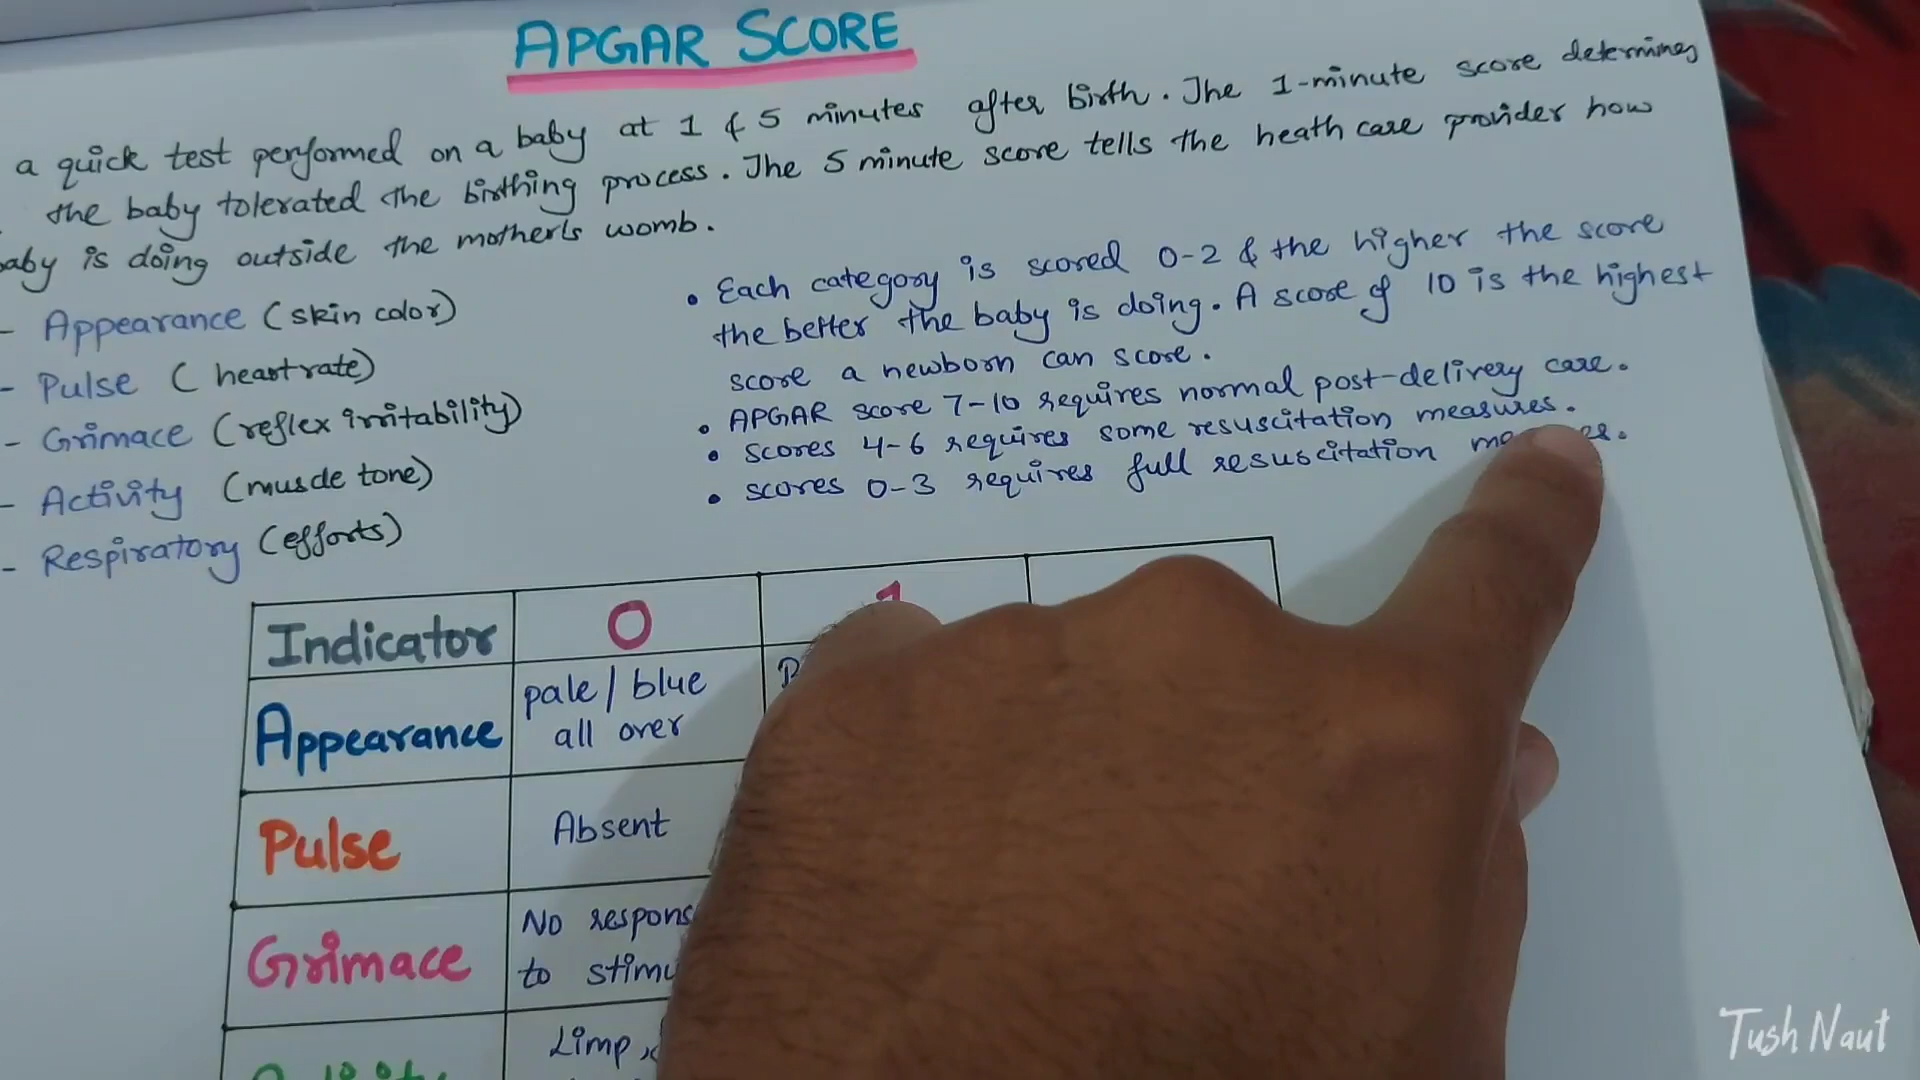 APGAR SCORE
a quick test performed on a baby at 1 & 5 minutes after birth. The 1-minute score determines
the baby tolerated the birthing process. The 5 minute score tells the heath care provider how
baby is doing outside the mother's womb.
- Appearance (skin color)
- Pulse (heart rate)
- Grimace (reflex irritability)
- Activity (muscle tone)
- Respiratory (efforts)
• Each category is scored 0-2 & the higher the score
the better the baby is doing. A score of 10 is the highest
score a newborn can score.
• APGAR score 7-10 requires normal post-delivery care.
• scores 4-6 requires some resuscitation measures.
• scores 0-3 requires full resuscitation
Indicator 0 1
Appearance pale/blue
all over
Pulse Absent
Grimace No respons
to stimu
Limp,
Tush Naut